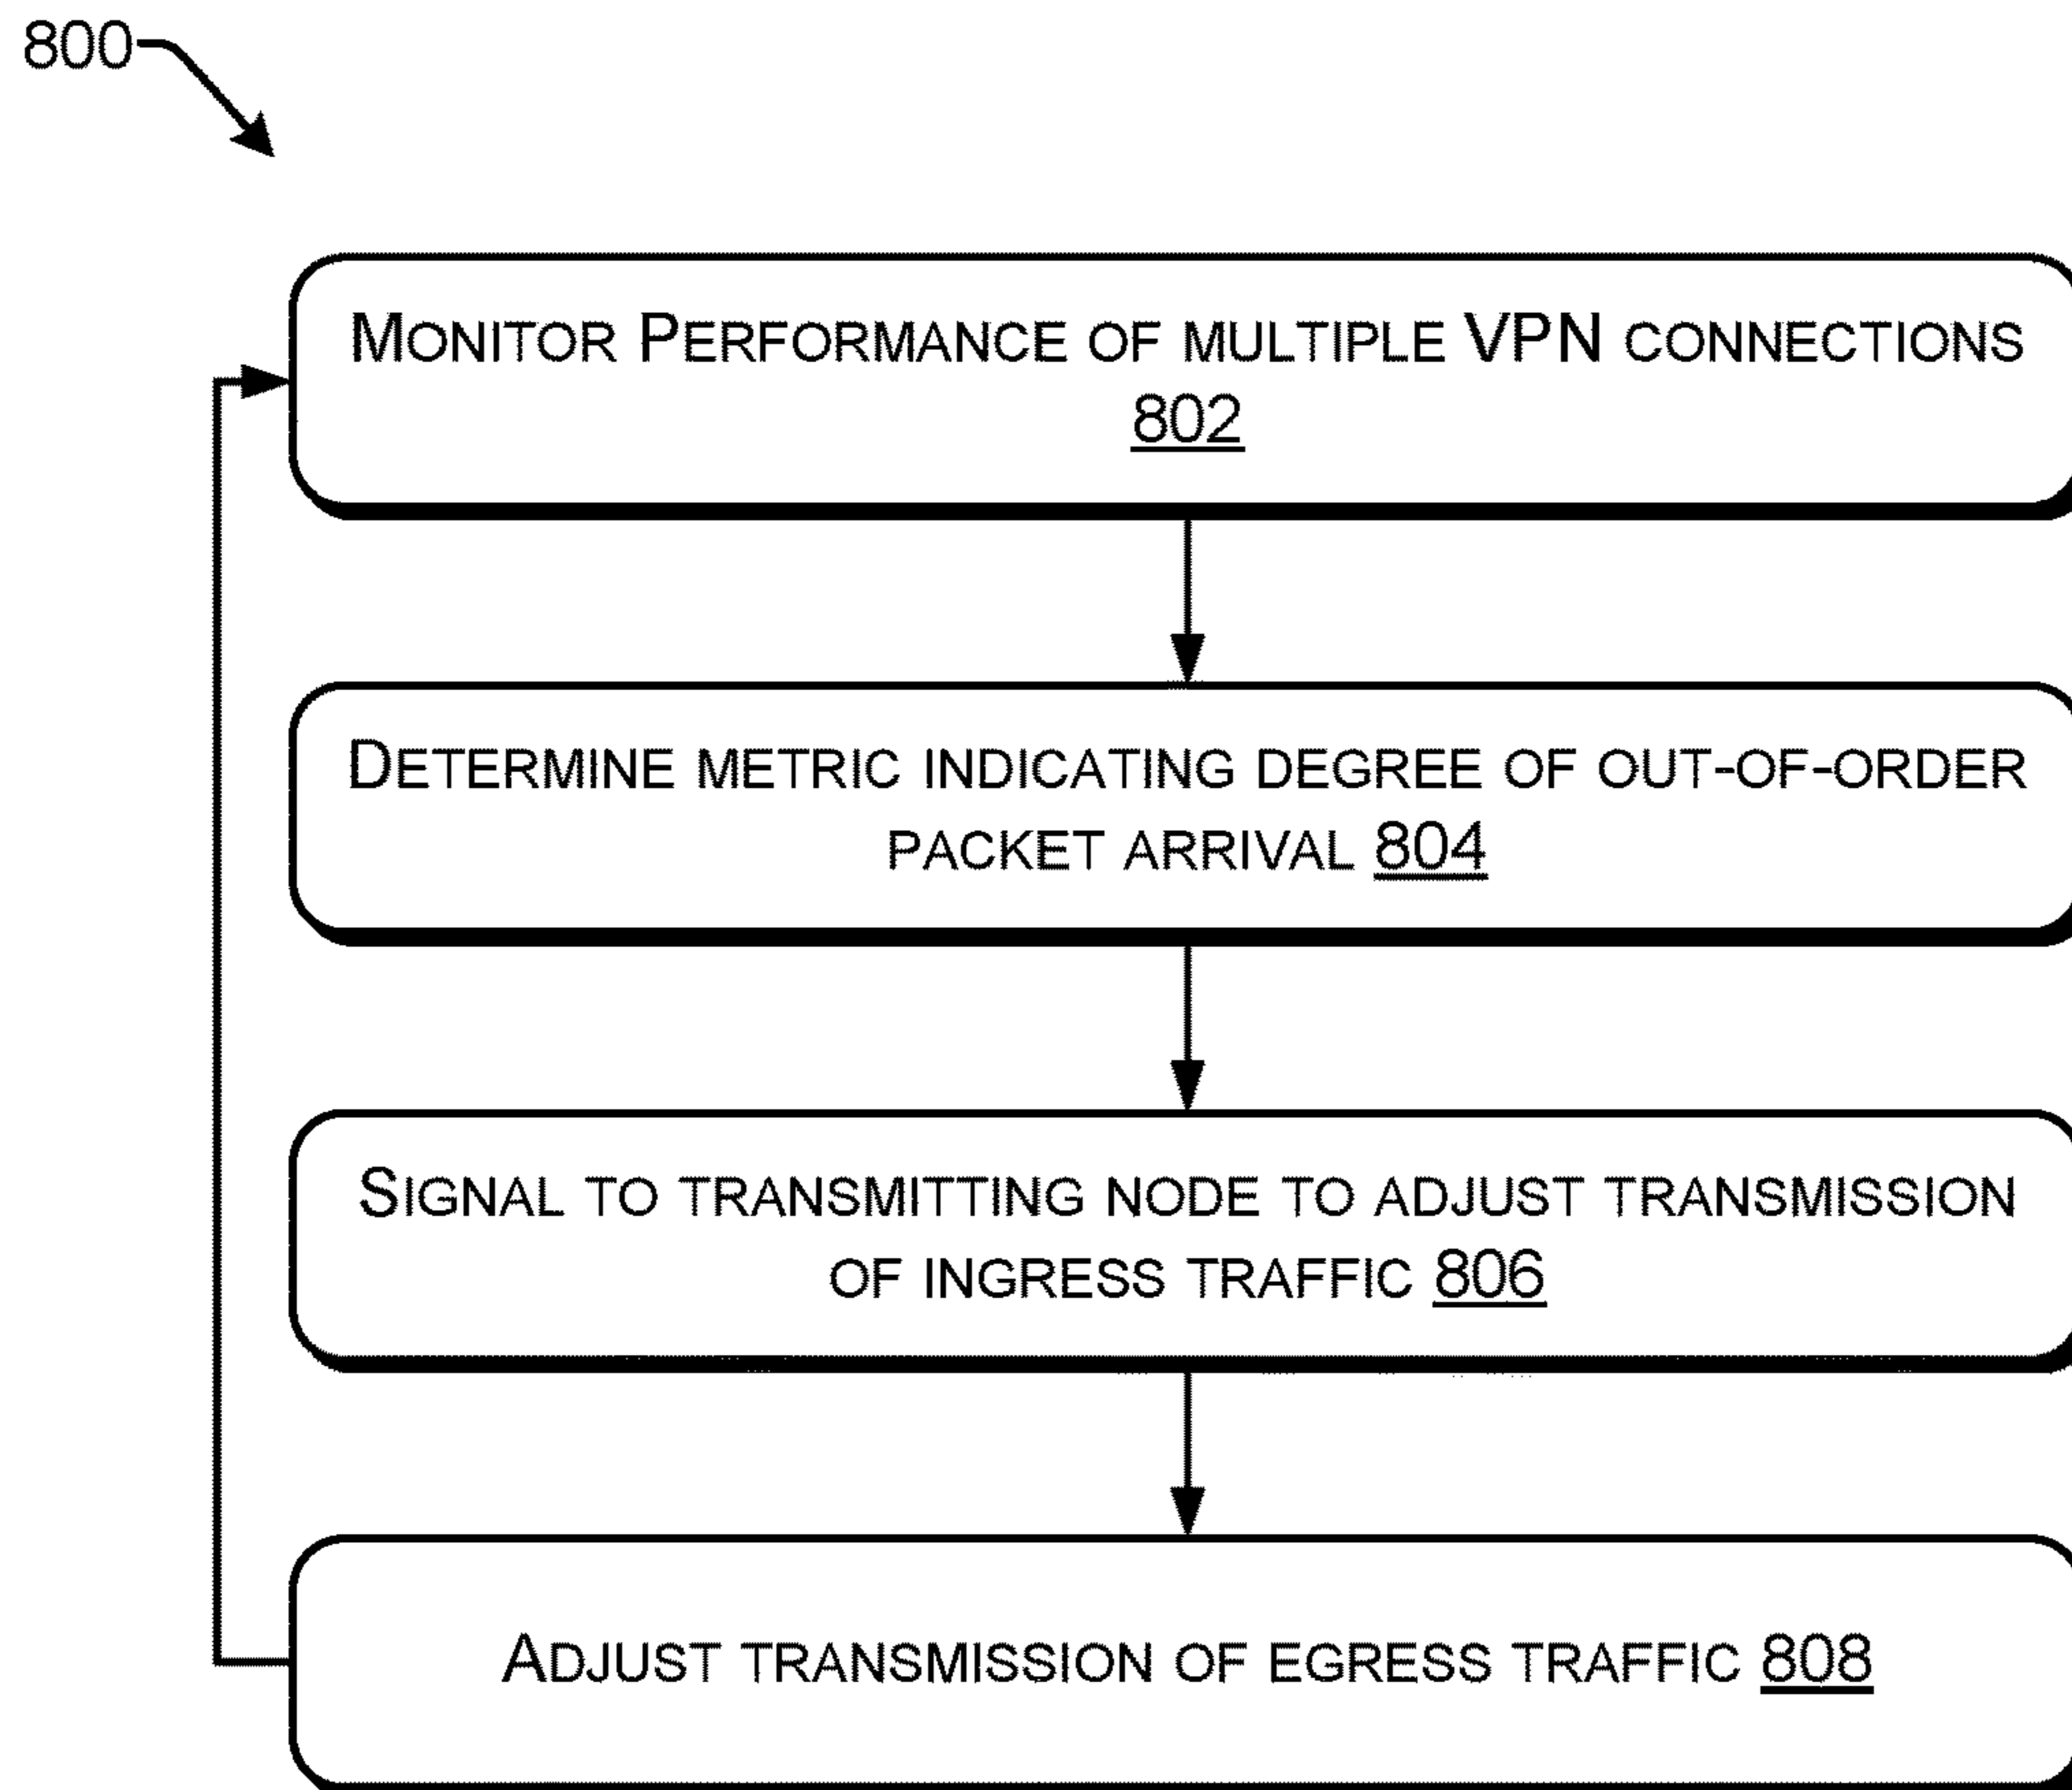 800
MONITOR PERFORMANCE OF MULTIPLE VPN CONNECTIONS
802
DETERMINE METRIC INDICATING DEGREE OF OUT-OF-ORDER
PACKET ARRIVAL 804
SIGNAL TO TRANSMITTING NODE TO ADJUST TRANSMISSION
OF INGRESS TRAFFIC 806
ADJUST TRANSMISSION OF EGRESS TRAFFIC 808